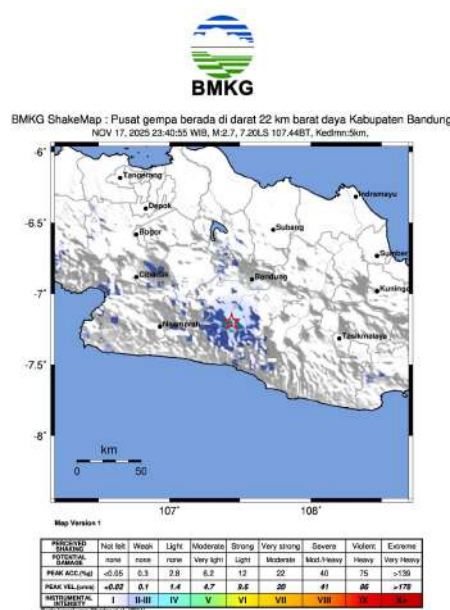 BMKG
BMKG ShakeMap : Pusat gempa berada di darat 22 km barat daya Kabupaten Bandung
NOV 17, 2025 23:40:55 WIB, M:2.7, 7.20LS 107.44BT, Kedlmn:5km,
-6°
Tangerang
Indramayu
Depok
-6.5°
Bogor
Subang
Sumber
Bandung
Kuningan
-7°
Tasikmalaya
-7.5°
-8°
km
0 50
107° 108°
Map Version 1
PERCEIVED SHAKING Not felt Weak Light Moderate Strong Very strong Severe Violent Extreme
POTENTIAL DAMAGE none none none Very light Light Moderate Mod./Heavy Heavy Very Heavy
PEAK ACC.(%g) <0.05 0.3 2.8 6.2 12 22 40 75 >139
PEAK VEL.(cm/s) <0.02 0.1 1.4 4.7 9.6 20 41 86 >178
INSTRUMENTAL INTENSITY I II-III IV V VI VII VIII IX X+